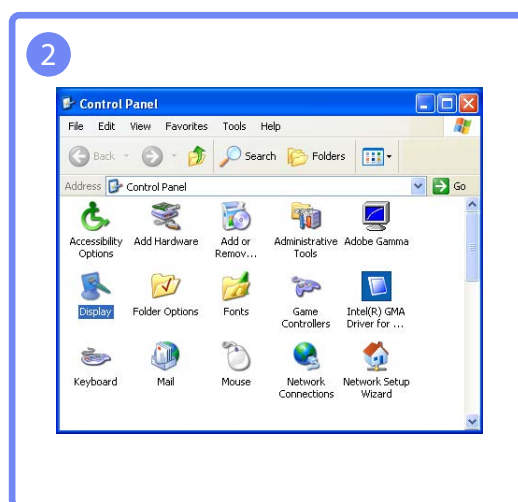 2
Control Panel
File Edit View Favorites Tools Help
Back Search Folders
Address Control Panel Go
Accessibility Options
Add Hardware
Add or Remov...
Administrative Tools
Adobe Gamma
Display
Folder Options
Fonts
Game Controllers
Intel(R) GMA Driver for ...
Keyboard
Mail
Mouse
Network Connections
Network Setup Wizard